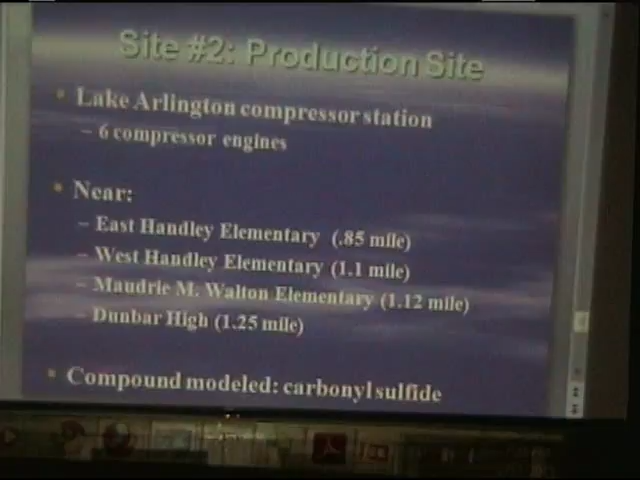 Site #2: Production Site
Lake Arlington compressor station
– 6 compressor engines
Near:
– East Handley Elementary (.85 mile)
– West Handley Elementary (1.1 mile)
– Maudrie M. Walton Elementary (1.12 mile)
– Dunbar High (1.25 mile)
Compound modeled: carbonyl sulfide